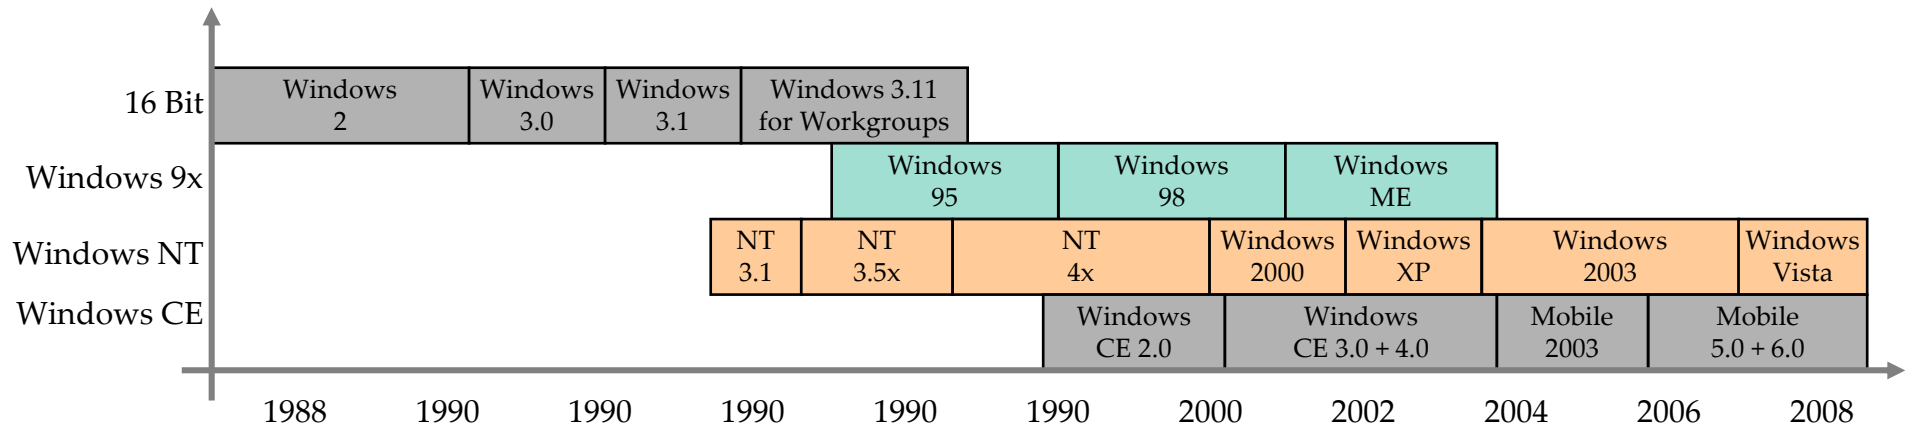 16 Bit
Windows
2
Windows
3.0
Windows
3.1
Windows 3.11
for Workgroups
Windows 9x
Windows
95
Windows
98
Windows
ME
Windows NT
NT
3.1
NT
3.5x
NT
4x
Windows
2000
Windows
XP
Windows
2003
Windows
Vista
Windows CE
Windows
CE 2.0
Windows
CE 3.0 + 4.0
Mobile
2003
Mobile
5.0 + 6.0
1988 1990 1990 1990 1990 1990 2000 2002 2004 2006 2008